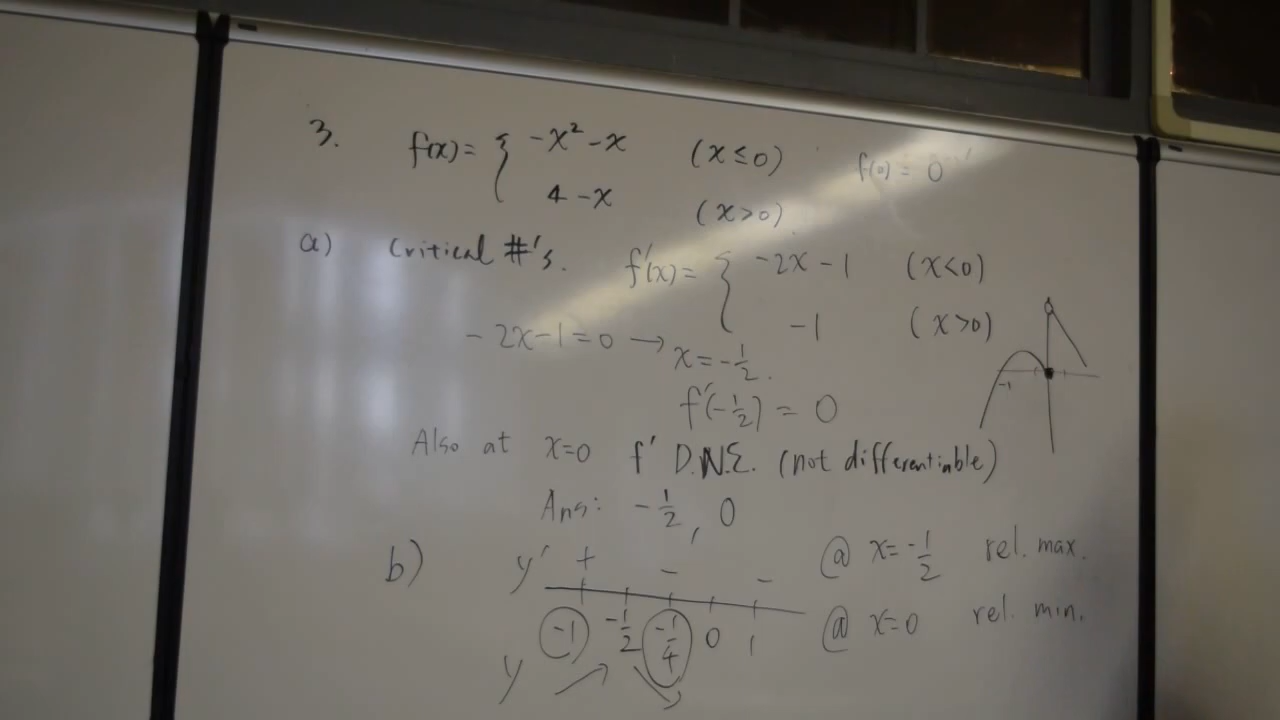 3. f(x) = { -x² - x (x ≤ 0) f(0) = 0
4 - x (x > 0)
a) Critical #'s. f'(x) = { -2x - 1 (x < 0)
-1 (x > 0)
-2x - 1 = 0 → x = -1/2.
-1
f'(-1/2) = 0
Also at x=0 f' D.N.E. (not differentiable)
Ans: -1/2, 0
b) y' + - - @ x = -1/2 rel. max.
-1 -1/2 -1/4 0 1 @ x=0 rel. min.
y ↗ ↘